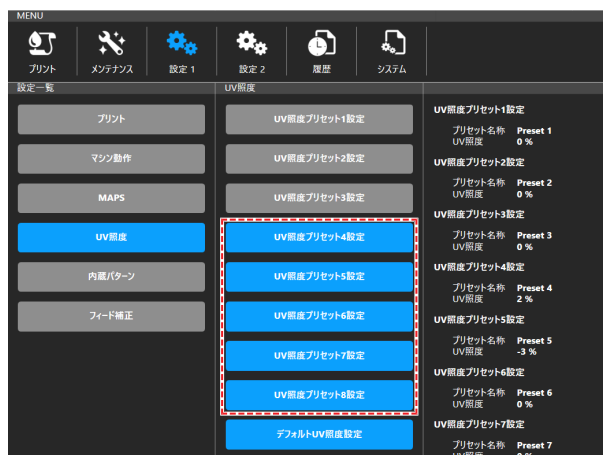 MENU
プリント
メンテナンス
設定 1
設定 2
履歴
システム
設定一覧
プリント
マシン動作
MAPS
UV照度
内蔵パターン
フィード補正
UV照度
UV照度プリセット1設定
UV照度プリセット2設定
UV照度プリセット3設定
UV照度プリセット4設定
UV照度プリセット5設定
UV照度プリセット6設定
UV照度プリセット7設定
UV照度プリセット8設定
デフォルトUV照度設定
UV照度プリセット1設定
プリセット名称 Preset 1
UV照度 0 %
UV照度プリセット2設定
プリセット名称 Preset 2
UV照度 0 %
UV照度プリセット3設定
プリセット名称 Preset 3
UV照度 0 %
UV照度プリセット4設定
プリセット名称 Preset 4
UV照度 2 %
UV照度プリセット5設定
プリセット名称 Preset 5
UV照度 -3 %
UV照度プリセット6設定
プリセット名称 Preset 6
UV照度 0 %
UV照度プリセット7設定
プリセット名称 Preset 7
UV照度 0 %